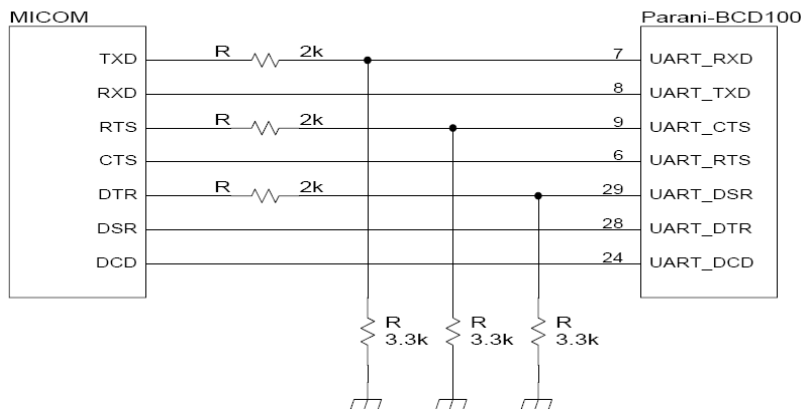 MICOM Parani-BCD100
TXD R 2k 7 UART_RXD
RXD 8 UART_TXD
RTS R 2k 9 UART_CTS
CTS 6 UART_RTS
DTR R 2k 29 UART_DSR
DSR 28 UART_DTR
DCD 24 UART_DCD
R R R
3.3k 3.3k 3.3k